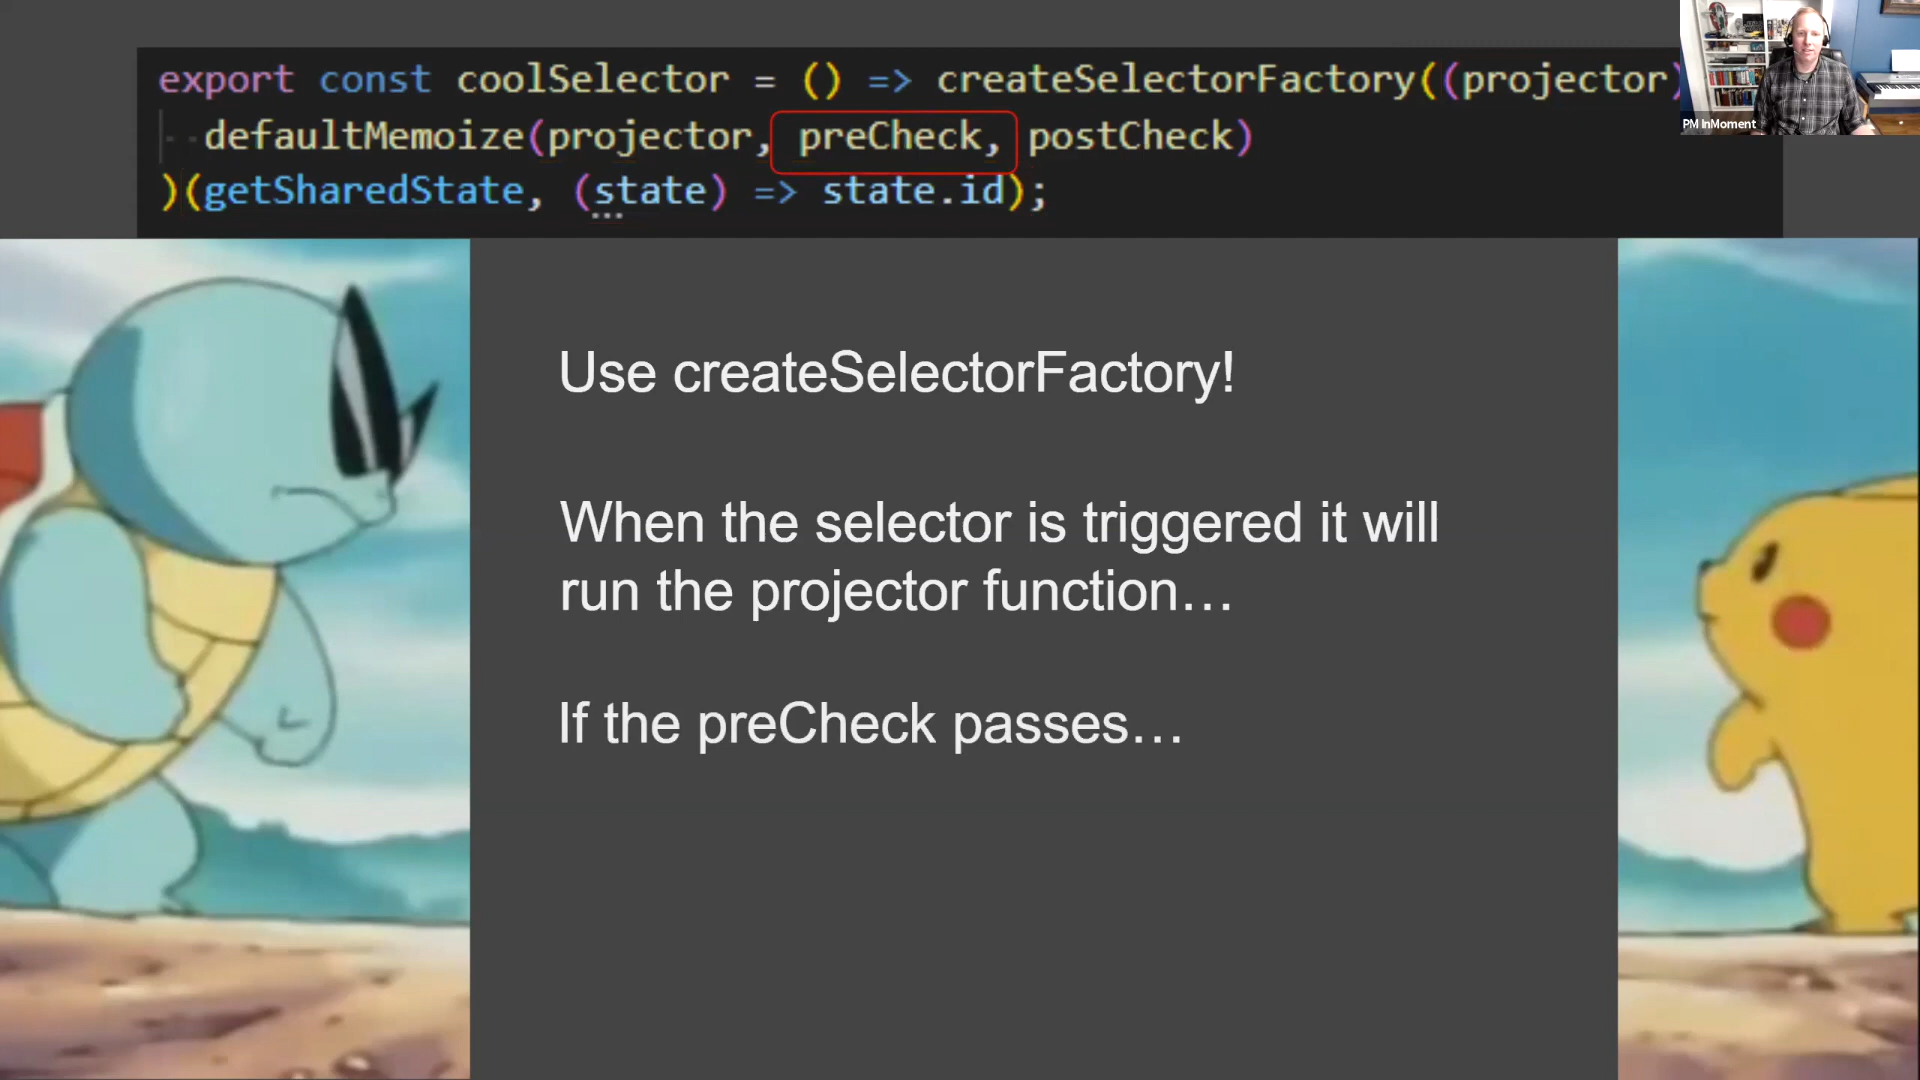 export const coolSelector = () => createSelectorFactory((projector)
defaultMemoize(projector, preCheck, postCheck)
)(getSharedState, (state) => state.id);
PM InMoment
Use createSelectorFactory!
When the selector is triggered it will
run the projector function…
If the preCheck passes…